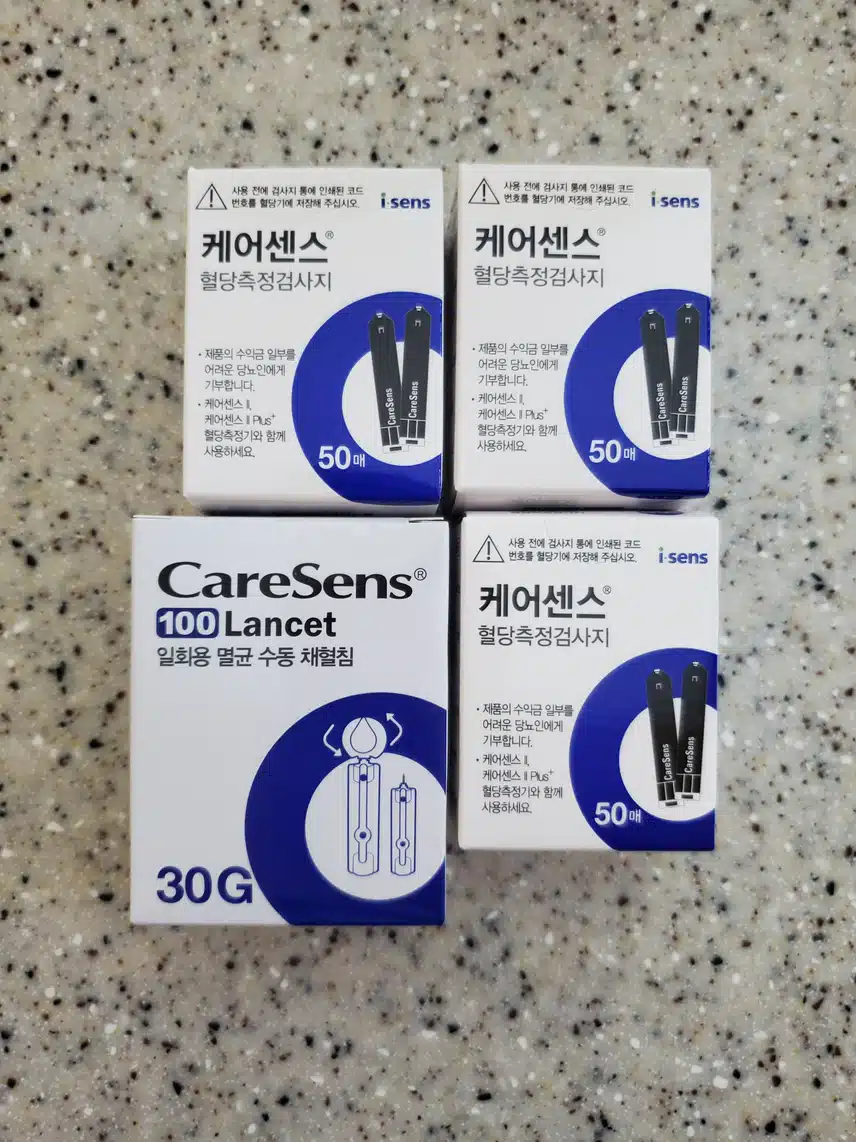 사용 전에 검사지 통에 인쇄된 코드
번호를 혈당기에 저장해 주십시오.
i·sens
케어센스®
혈당측정검사지
• 제품의 수익금 일부를
어려운 당뇨인에게
기부합니다.
• 케어센스 II,
케어센스 II Plus+
혈당측정기와 함께
사용하세요.
CareSens
CareSens
50매
사용 전에 검사지 통에 인쇄된 코드
번호를 혈당기에 저장해 주십시오.
i·sens
케어센스®
혈당측정검사지
• 제품의 수익금 일부를
어려운 당뇨인에게
기부합니다.
• 케어센스 II,
케어센스 II Plus+
혈당측정기와 함께
사용하세요.
CareSens
CareSens
50매
CareSens®
100 Lancet
일회용 멸균 수동 채혈침
30G
사용 전에 검사지 통에 인쇄된 코드
번호를 혈당기에 저장해 주십시오.
i·sens
케어센스®
혈당측정검사지
• 제품의 수익금 일부를
어려운 당뇨인에게
기부합니다.
• 케어센스 II,
케어센스 II Plus+
혈당측정기와 함께
사용하세요.
CareSens
CareSens
50매